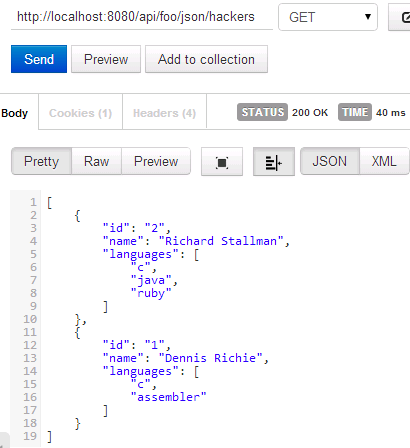 http://localhost:8080/api/foo/json/hackers GET
Send Preview Add to collection
Body Cookies (1) Headers (4) STATUS 200 OK TIME 40 ms
Pretty Raw Preview JSON XML
1 [
2 {
3 "id": "2",
4 "name": "Richard Stallman",
5 "languages": [
6 "c",
7 "java",
8 "ruby"
9 ]
10 },
11 {
12 "id": "1",
13 "name": "Dennis Richie",
14 "languages": [
15 "c",
16 "assembler"
17 ]
18 }
19 ]